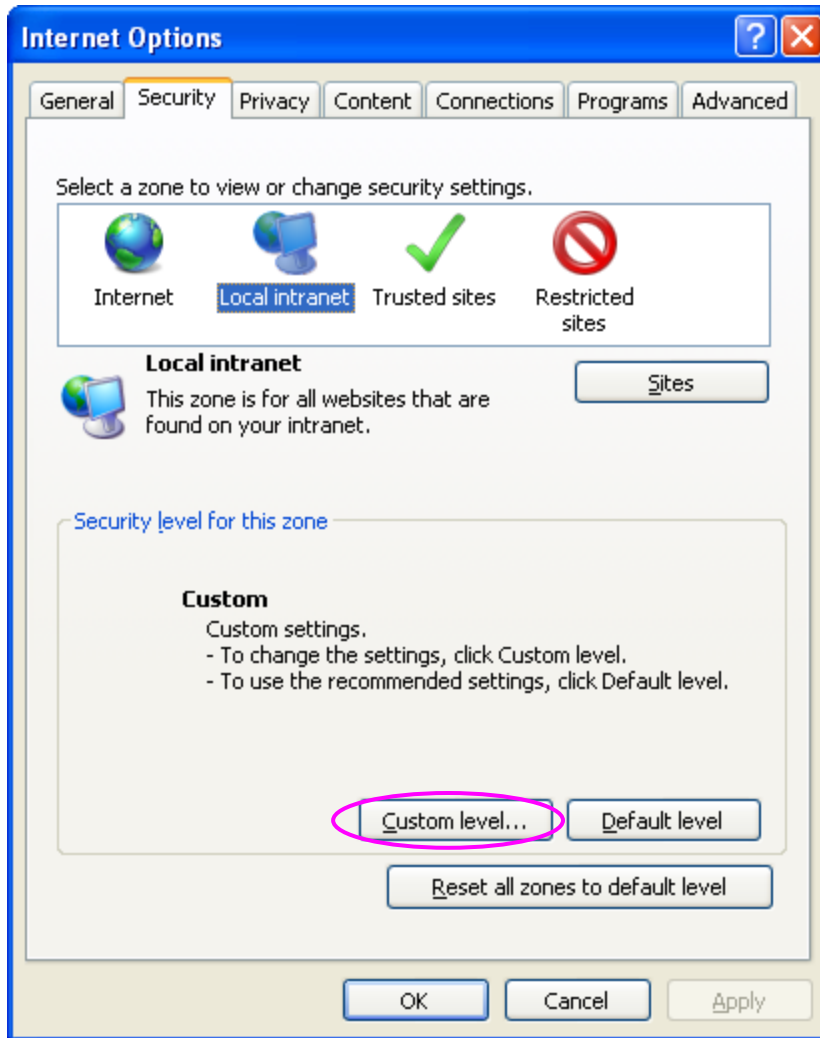 Internet Options
General Security Privacy Content Connections Programs Advanced
Select a zone to view or change security settings.
Internet Local intranet Trusted sites Restricted sites
Local intranet
Sites
This zone is for all websites that are
found on your intranet.
Security level for this zone
Custom
Custom settings.
- To change the settings, click Custom level.
- To use the recommended settings, click Default level.
Custom level... Default level
Reset all zones to default level
OK Cancel Apply